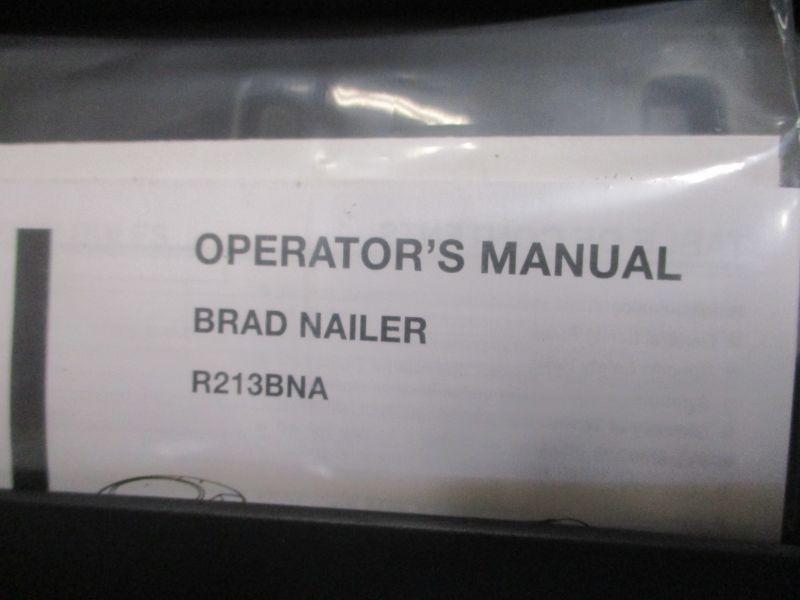 OPERATOR'S MANUAL
BRAD NAILER
R213BNA